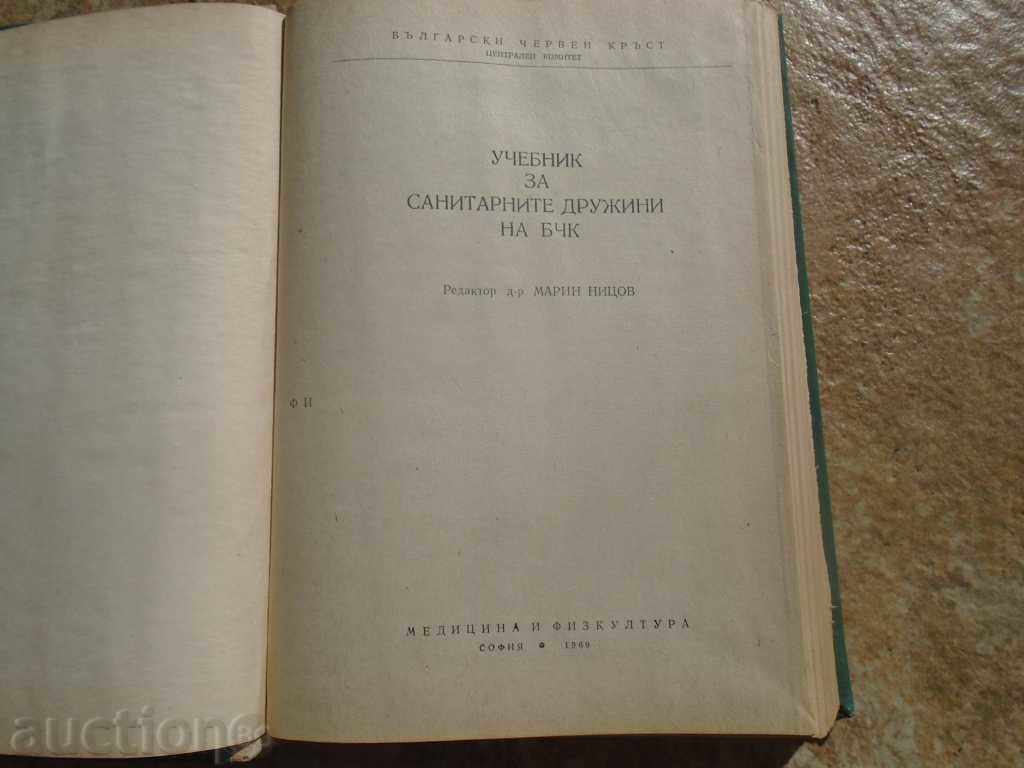 БЪЛГАРСКИ ЧЕРВЕН КРЪСТ
ЦЕНТРАЛЕН КОМИТЕТ
УЧЕБНИК
ЗА
САНИТАРНИТЕ ДРУЖИНИ
НА БЧК
Редактор д-р МАРИН НИЦОВ
ФИ
МЕДИЦИНА И ФИЗКУЛТУРА
СОФИЯ 1969
auction